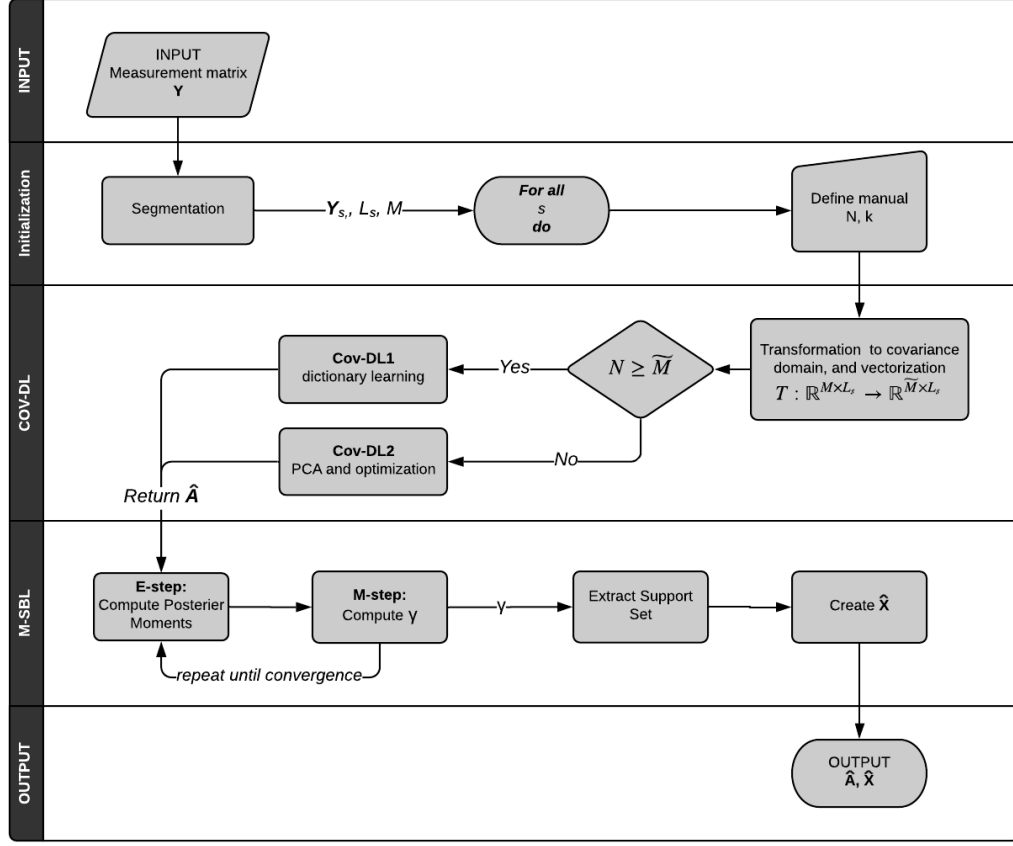 INPUT
INPUT
Measurement matrix
Y
Initialization
Segmentation
Yₛ,, Lₛ, M
For all
s
do
Define manual
N, k
COV-DL
Transformation to covariance
domain, and vectorization
T : ℝ^{M×Lₛ} → ℝ^{M̃×Lₛ}
N ≥ M̃
Yes
Cov-DL1
dictionary learning
No
Cov-DL2
PCA and optimization
Return Â
M-SBL
E-step:
Compute Posterier
Moments
M-step:
Compute γ
repeat until convergence
γ
Extract Support
Set
Create X̂
OUTPUT
OUTPUT
Â, X̂